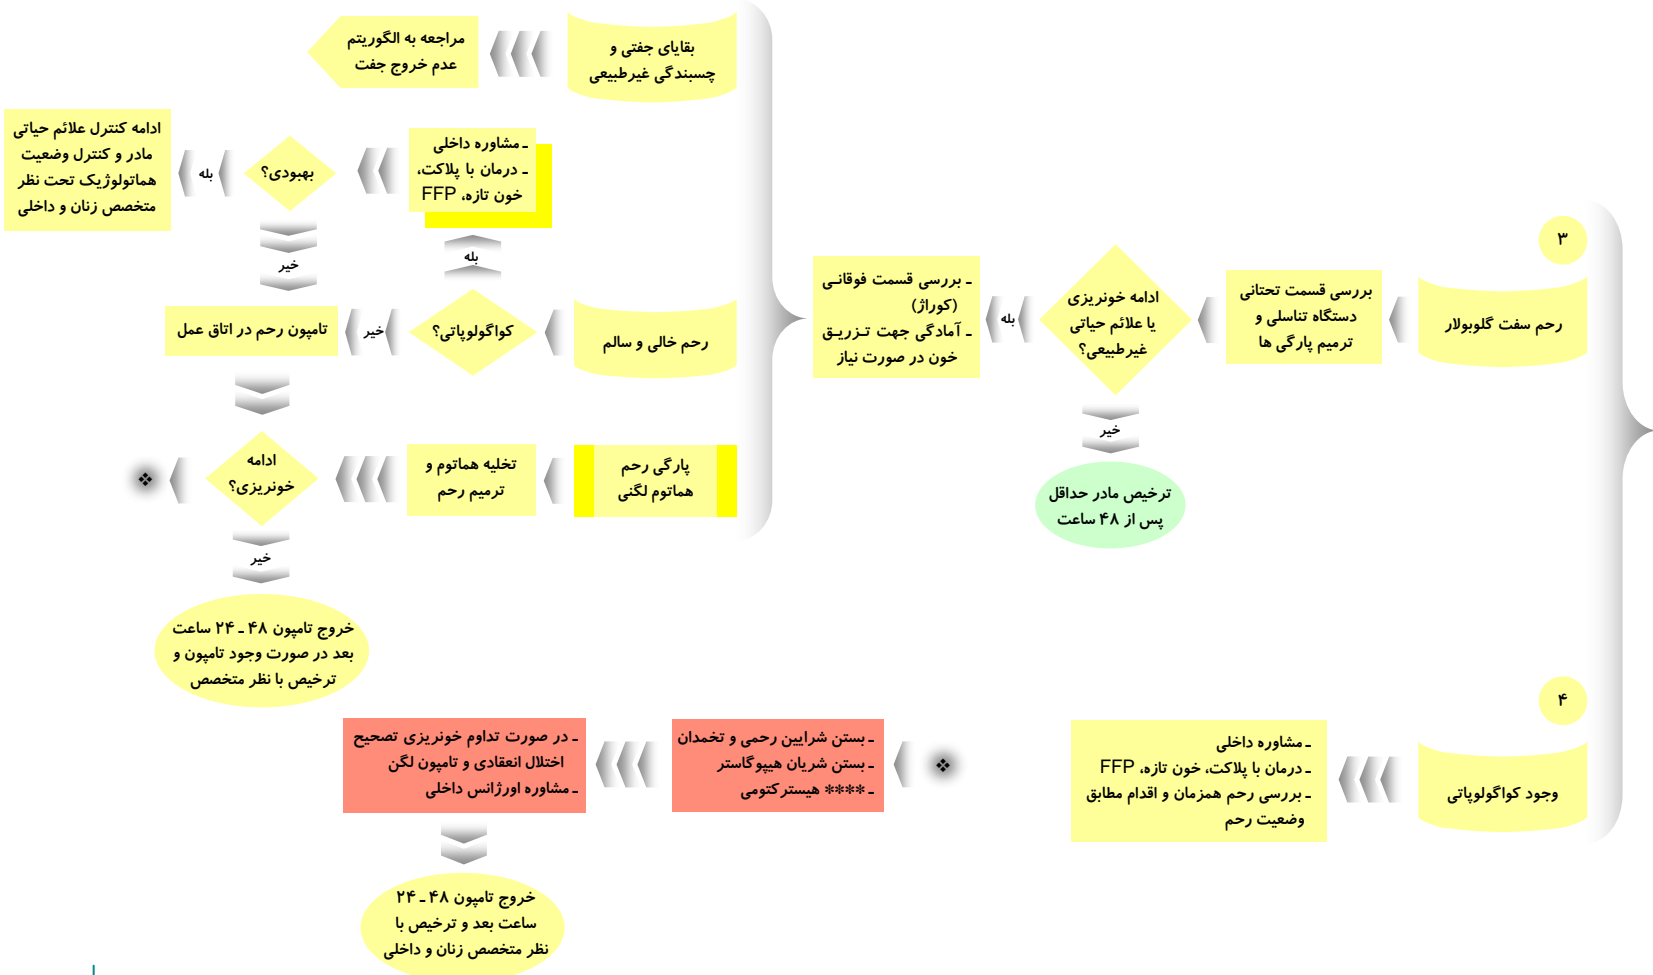 ۳
رحم سفت گلوبولار
بررسی قسمت تحتانی
دستگاه تناسلی و
ترمیم پارگی ها
ادامه خونریزی
یا علائم حیاتی
غیرطبیعی؟
خیر
ترخیص مادر حداقل
پس از ۴۸ ساعت
بله
ـ بررسی قسمت فوقانی
(کوراژ)
ـ آمادگی جهت تزریق
خون در صورت نیاز
بقایای جفتی و
چسبندگی غیرطبیعی
مراجعه به الگوریتم
عدم خروج جفت
رحم خالی و سالم
کواگولوپاتی؟
بله
ـ مشاوره داخلی
ـ درمان با پلاکت،
خون تازه، FFP
بهبودی؟
بله
ادامه کنترل علائم حیاتی
مادر و کنترل وضعیت
هماتولوژیک تحت نظر
متخصص زنان و داخلی
خیر
خیر
تامپون رحم در اتاق عمل
پارگی رحم
هماتوم لگنی
تخلیه هماتوم و
ترمیم رحم
ادامه
خونریزی؟
❖
خیر
خروج تامپون ۴۸ ـ ۲۴ ساعت
بعد در صورت وجود تامپون و
ترخیص با نظر متخصص
۴
وجود کواگولوپاتی
ـ مشاوره داخلی
ـ درمان با پلاکت، خون تازه، FFP
ـ بررسی رحم همزمان و اقدام مطابق
وضعیت رحم
❖
ـ بستن شرایین رحمی و تخمدان
ـ بستن شریان هیپوگاستر
ـ **** هیسترکتومی
ـ در صورت تداوم خونریزی تصحیح
اختلال انعقادی و تامپون لگن
ـ مشاوره اورژانس داخلی
خروج تامپون ۴۸ ـ ۲۴
ساعت بعد و ترخیص با
نظر متخصص زنان و داخلی